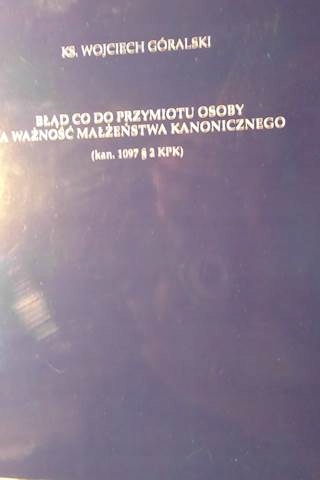 KS. WOJCIECH GÓRALSKI
BŁĄD CO DO PRZYMIOTU OSOBY
A WAŻNOŚĆ MAŁŻEŃSTWA KANONICZNEGO
(kan. 1097 § 2 KPK)